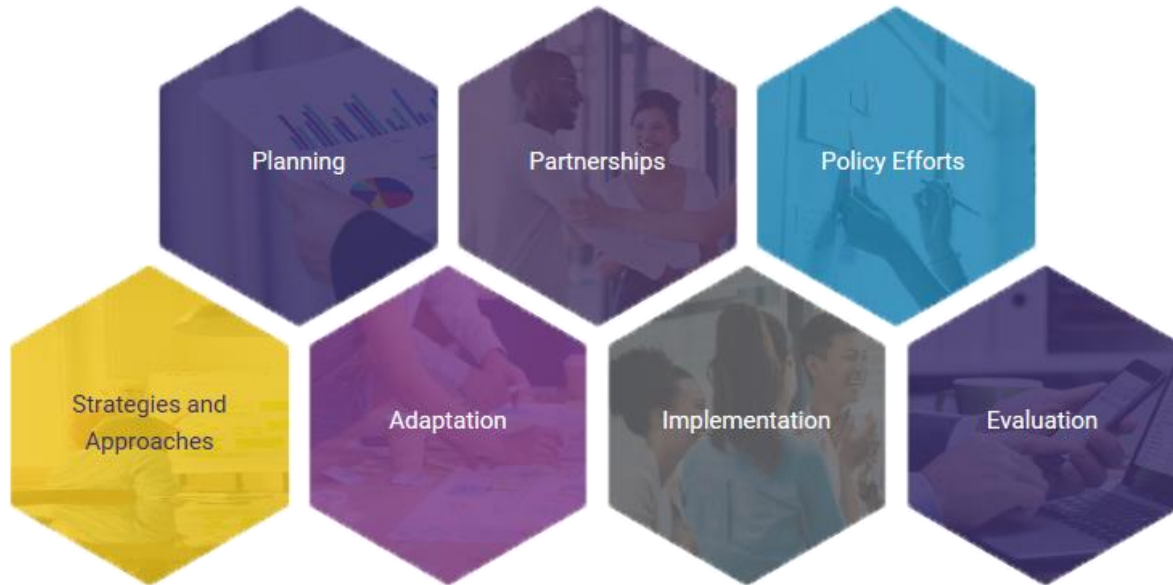 Planning
Partnerships
Policy Efforts
Strategies and
Approaches
Adaptation
Implementation
Evaluation